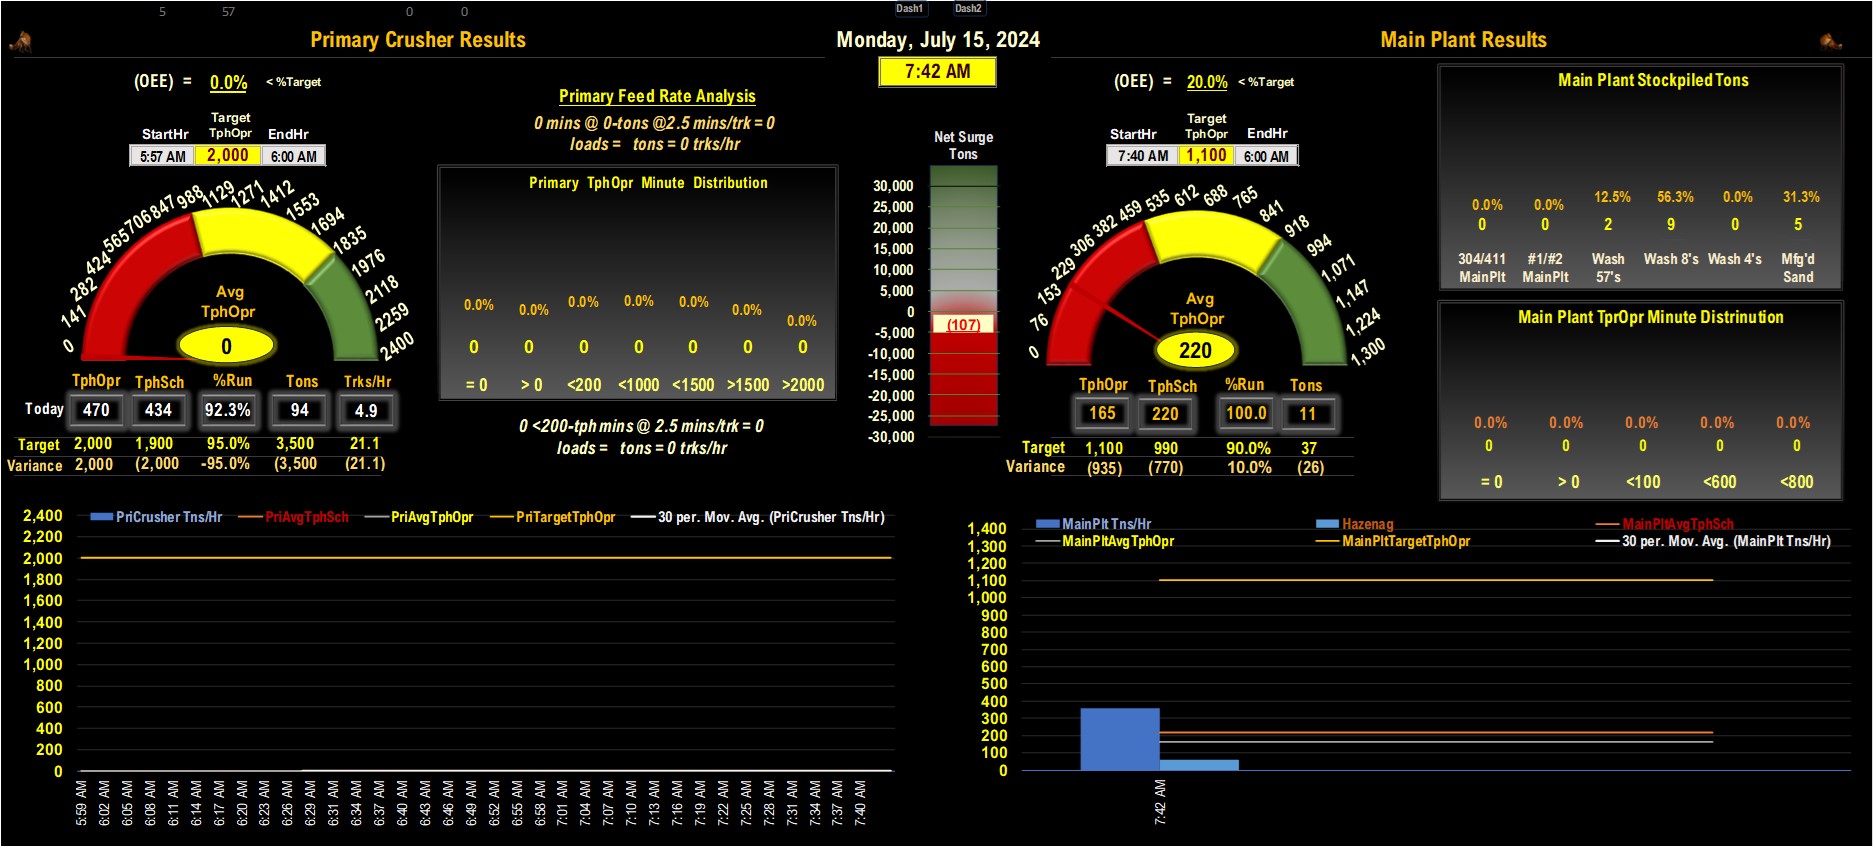 5 57 0 0 Dash1 Dash2
Primary Crusher Results
Monday, July 15, 2024
7:42 AM
Main Plant Results
(OEE) = 0.0% < %Target
Target
StartHr TphOpr EndHr
5:57 AM 2,000 6:00 AM
0 141 282 424 565 706 847 988 1129 1271 1412 1553 1694 1835 1976 2118 2259 2400
Avg
TphOpr
0
TphOpr TphSch %Run Tons Trks/Hr
Today 470 434 92.3% 94 4.9
Target 2,000 1,900 95.0% 3,500 21.1
Variance 2,000 (2,000 -95.0% (3,500 (21.1)
Primary Feed Rate Analysis
0 mins @ 0-tons @2.5 mins/trk = 0
loads = tons = 0 trks/hr
Primary TphOpr Minute Distribution
0.0% 0.0% 0.0% 0.0% 0.0% 0.0% 0.0%
0 0 0 0 0 0 0
= 0 > 0 <200 <1000 <1500 >1500 >2000
0 <200-tph mins @ 2.5 mins/trk = 0
loads = tons = 0 trks/hr
Net Surge
Tons
30,000
25,000
20,000
15,000
10,000
5,000
0
(107)
-5,000
-10,000
-15,000
-20,000
-25,000
-30,000
(OEE) = 20.0% < %Target
Target
StartHr TphOpr EndHr
7:40 AM 1,100 6:00 AM
0 76 153 229 306 382 459 535 612 688 765 841 918 994 1,071 1,147 1,224 1,300
Avg
TphOpr
220
TphOpr TphSch %Run Tons
165 220 100.0 11
Target 1,100 990 90.0% 37
Variance (935) (770) 10.0% (26)
Main Plant Stockpiled Tons
0.0% 0.0% 12.5% 56.3% 0.0% 31.3%
0 0 2 9 0 5
304/411 #1/#2 Wash Wash 8's Wash 4's Mfg'd
MainPlt MainPlt 57's Sand
Main Plant TprOpr Minute Distrinution
0.0% 0.0% 0.0% 0.0% 0.0%
0 0 0 0 0
= 0 > 0 <100 <600 <800
PriCrusher Tns/Hr PriAvgTphSch PriAvgTphOpr PriTargetTphOpr 30 per. Mov. Avg. (PriCrusher Tns/Hr)
2,400
2,200
2,000
1,800
1,600
1,400
1,200
1,000
800
600
400
200
0
5:59 AM 6:02 AM 6:05 AM 6:08 AM 6:11 AM 6:14 AM 6:17 AM 6:20 AM 6:23 AM 6:26 AM 6:29 AM 6:31 AM 6:34 AM 6:37 AM 6:40 AM 6:43 AM 6:46 AM 6:49 AM 6:52 AM 6:55 AM 6:58 AM 7:01 AM 7:04 AM 7:07 AM 7:10 AM 7:13 AM 7:16 AM 7:19 AM 7:22 AM 7:25 AM 7:28 AM 7:31 AM 7:34 AM 7:37 AM 7:40 AM
MainPlt Tns/Hr Hazenag MainPltAvgTphSch
MainPltAvgTphOpr MainPltTargetTphOpr 30 per. Mov. Avg. (MainPlt Tns/Hr)
1,400
1,300
1,200
1,100
1,000
900
800
700
600
500
400
300
200
100
0
7:42 AM